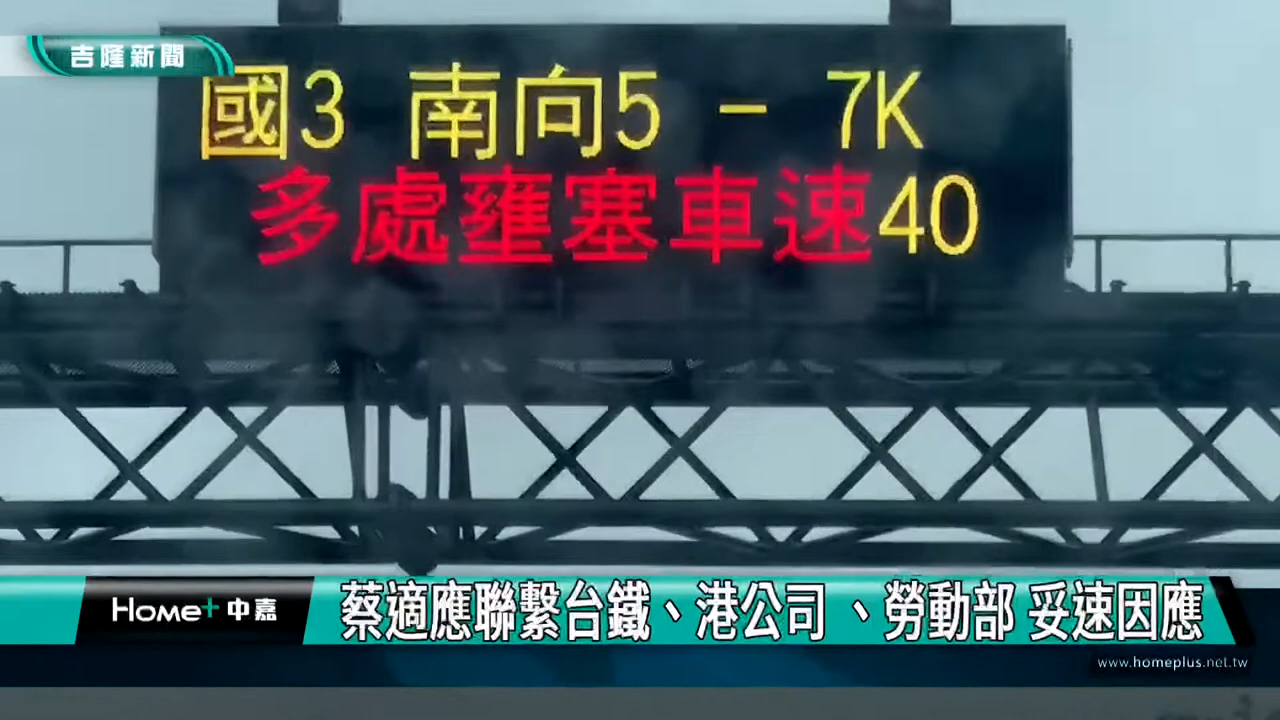 吉隆新聞
國3 南向5 - 7K
多處壅塞車速40
Home+中嘉
蔡適應聯繫台鐵、港公司、勞動部 妥速因應
www.homeplus.net.tw